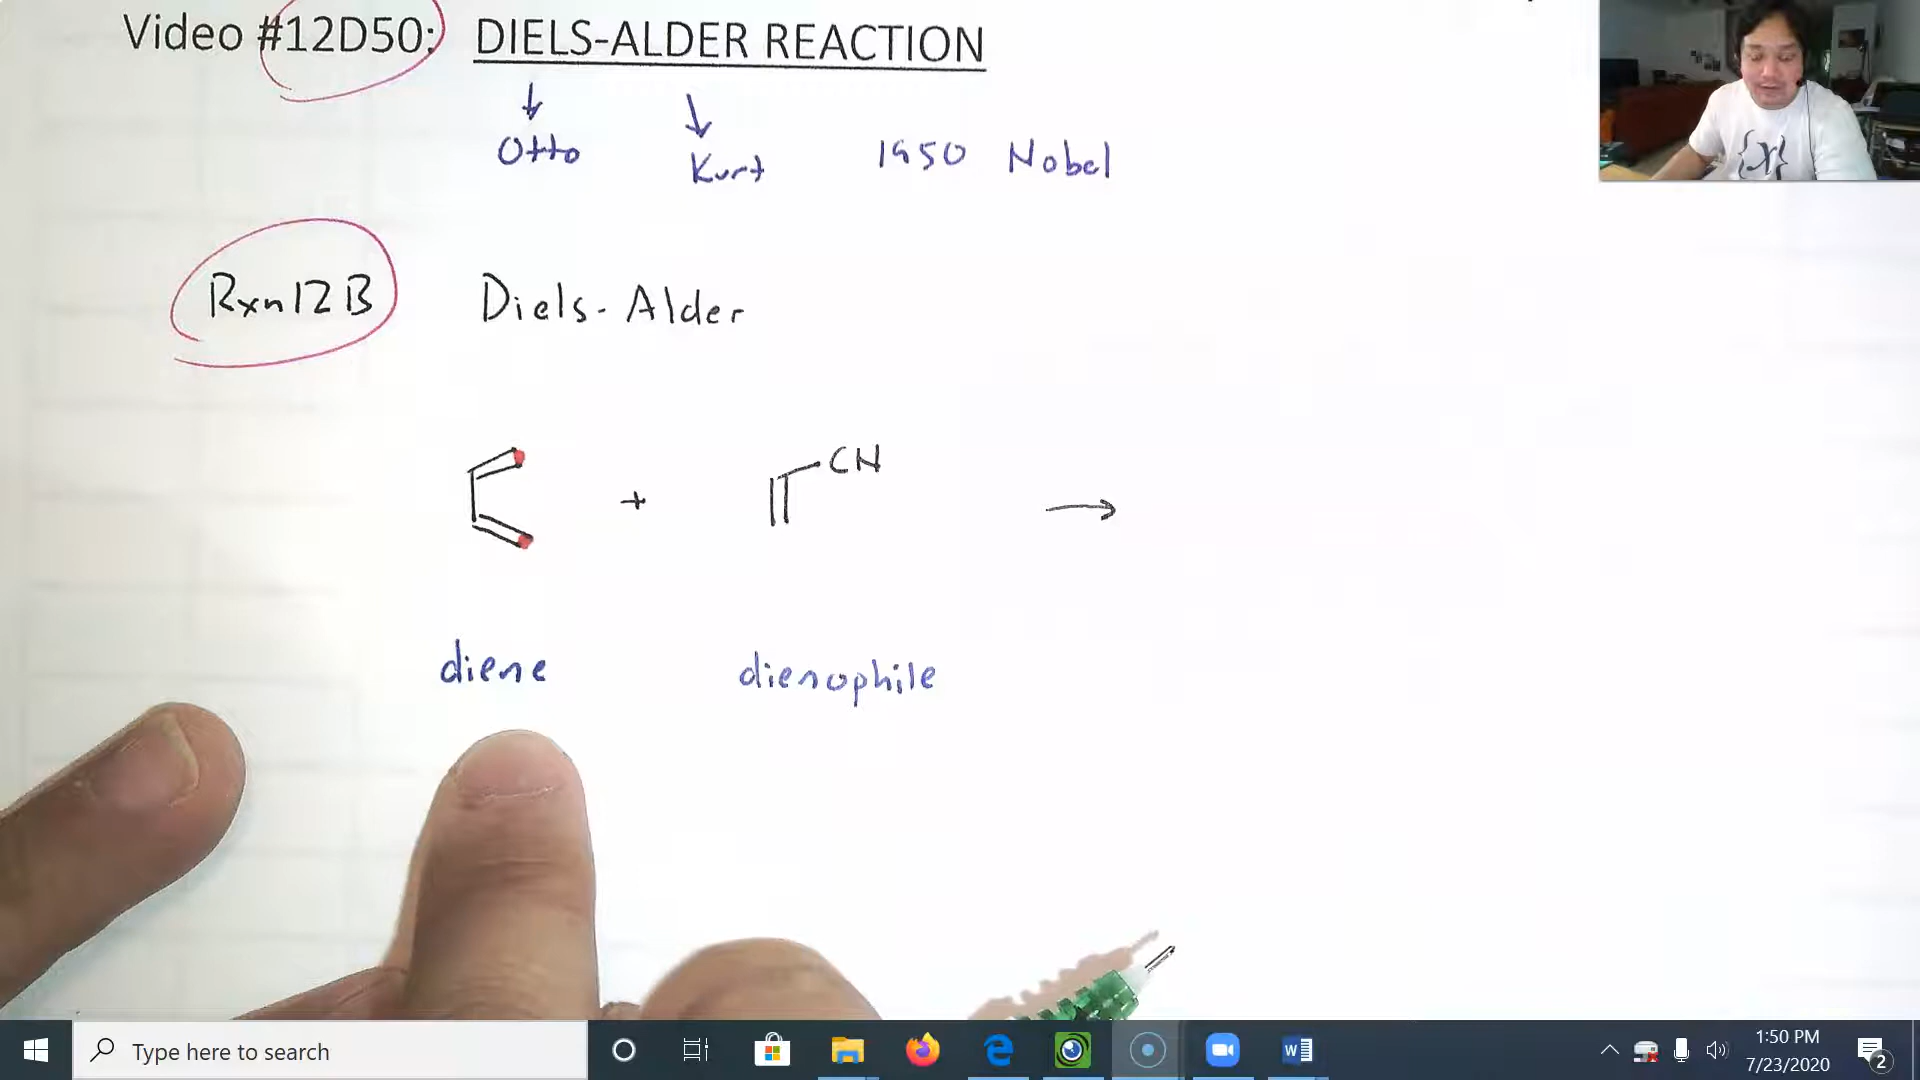 Video #12D50: DIELS-ALDER REACTION
Otto Kurt 1950 Nobel
Rxn12B Diels-Alder
+ CN →
diene dienophile
{x}
Type here to search
1:50 PM
7/23/2020
2